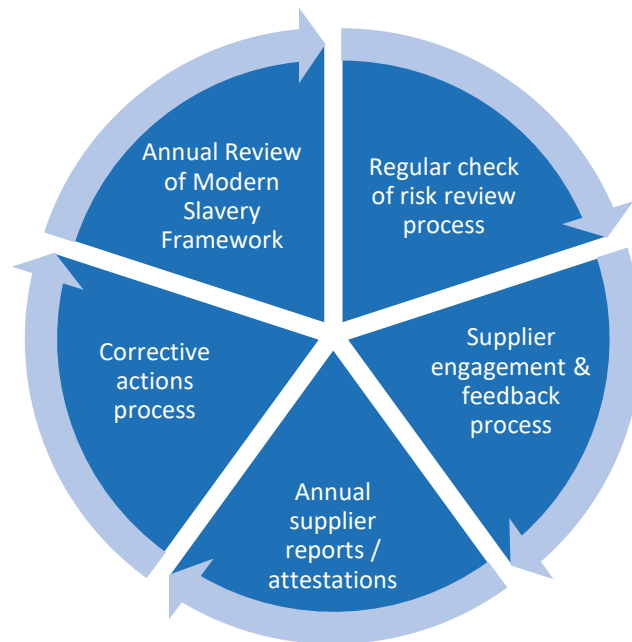 Annual Review
of Modern
Slavery
Framework
Regular check
of risk review
process
Supplier
engagement &
feedback
process
Annual
supplier
reports /
attestations
Corrective
actions
process